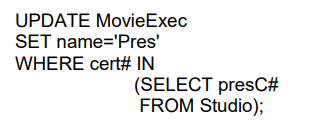 UPDATE MovieExec
SET name='Pres'
WHERE cert# IN
(SELECT presC#
FROM Studio);